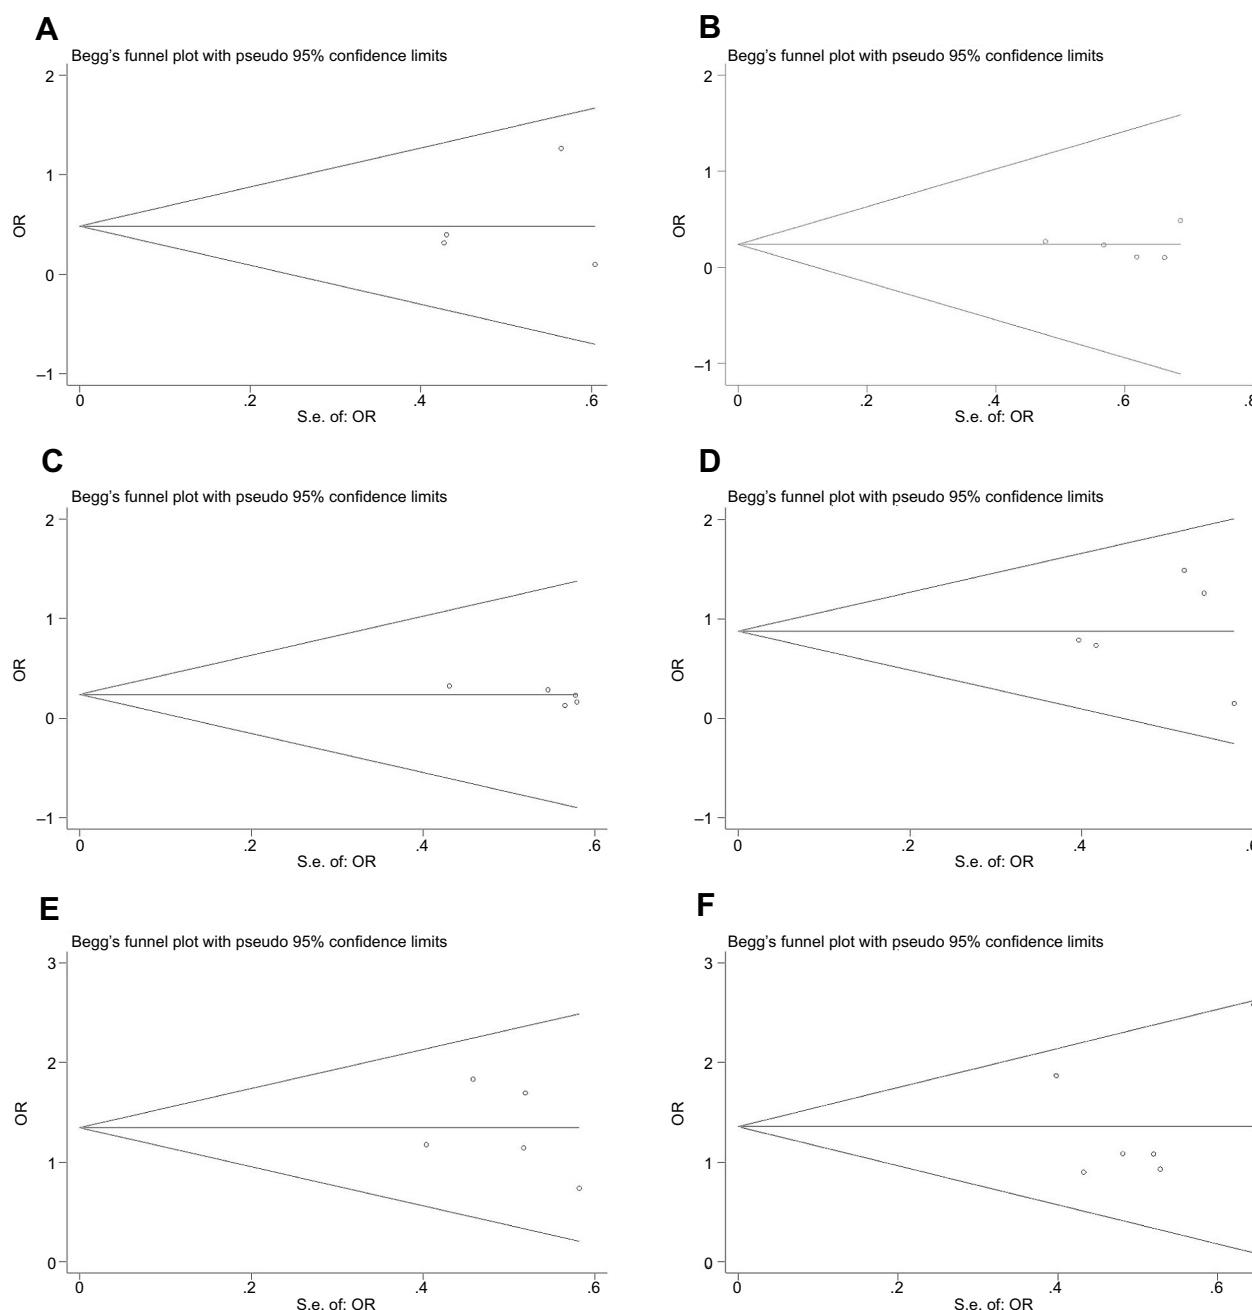 A
Begg’s funnel plot with pseudo 95% confidence limits
2
1
0
–1
OR
0 .2 .4 .6
S.e. of: OR
B
Begg’s funnel plot with pseudo 95% confidence limits
2
1
0
–1
OR
0 .2 .4 .6 .8
S.e. of: OR
C
Begg’s funnel plot with pseudo 95% confidence limits
2
1
0
–1
OR
0 .2 .4 .6
S.e. of: OR
D
Begg’s funnel plot with pseudo 95% confidence limits
2
1
0
–1
OR
0 .2 .4 .6
S.e. of: OR
E
Begg’s funnel plot with pseudo 95% confidence limits
3
2
1
0
OR
0 .2 .4 .6
S.e. of: OR
F
Begg’s funnel plot with pseudo 95% confidence limits
3
2
1
0
OR
0 .2 .4 .6
S.e. of: OR